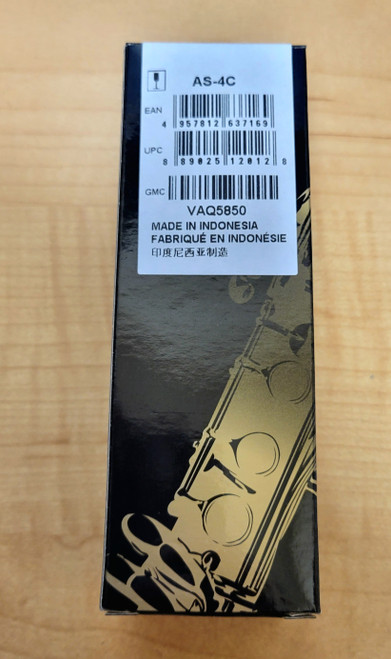 AS-4C
EAN
4 957812 637169
UPC
8 89025 12012 8
GMC
VAQ5850
MADE IN INDONESIA
FABRIQUÉ EN INDONÉSIE
印度尼西亚制造